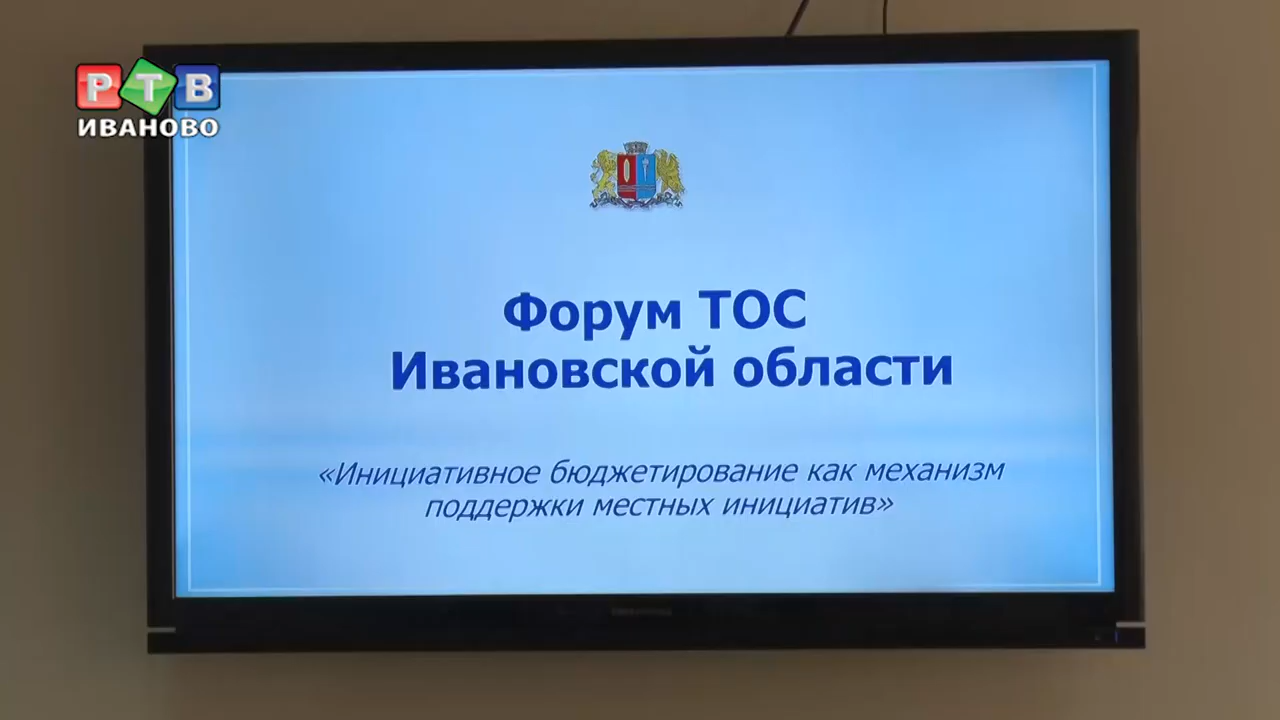 РТВ
ИВАНОВО
Форум ТОС
Ивановской области
«Инициативное бюджетирование как механизм
поддержки местных инициатив»